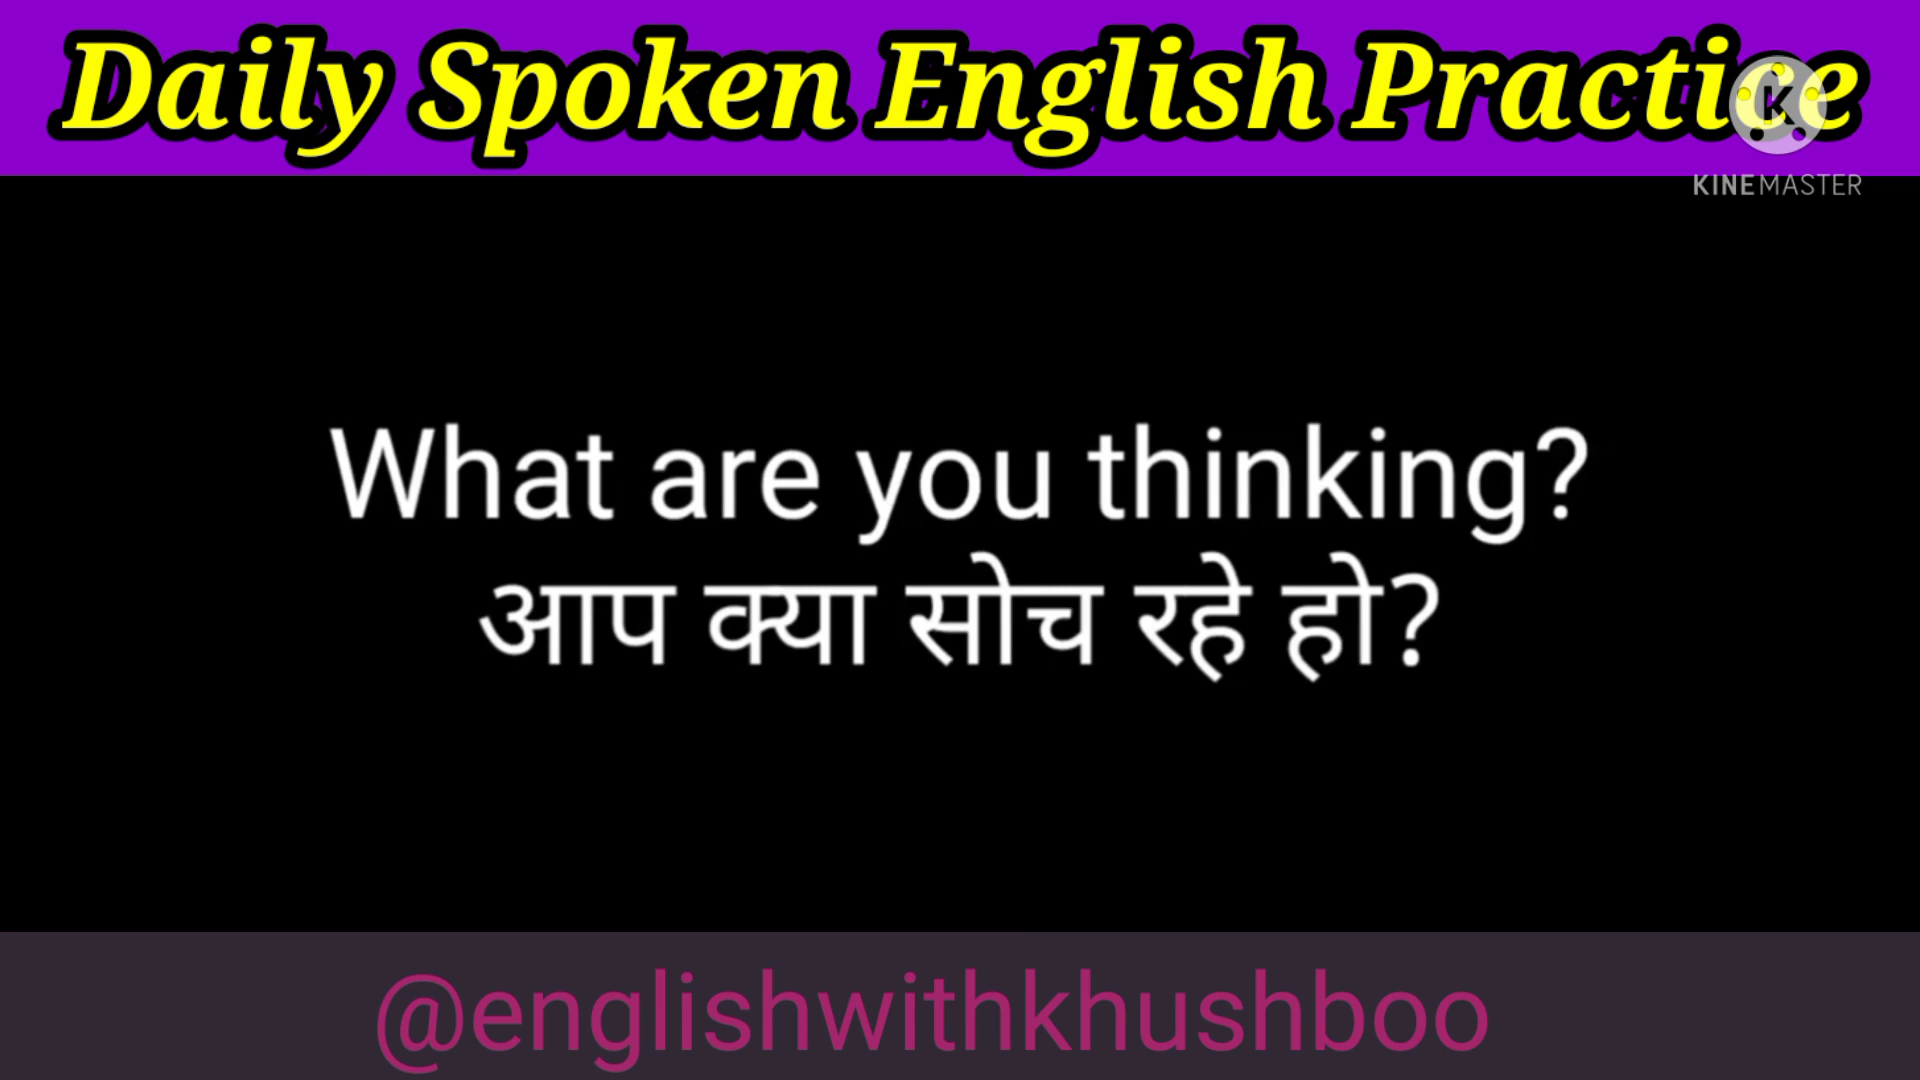 Daily Spoken English Practice
KINEMASTER
What are you thinking?
आप क्या सोच रहे हो?
@englishwithkhushboo